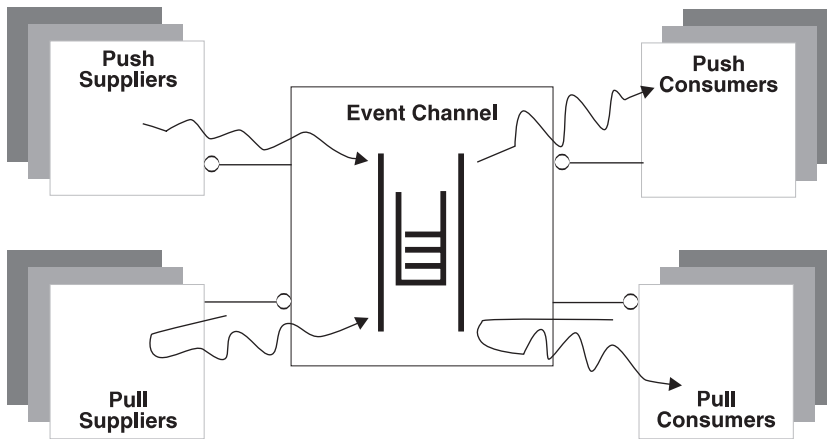 Push
Suppliers
Event Channel
Push
Consumers
Pull
Suppliers
Pull
Consumers